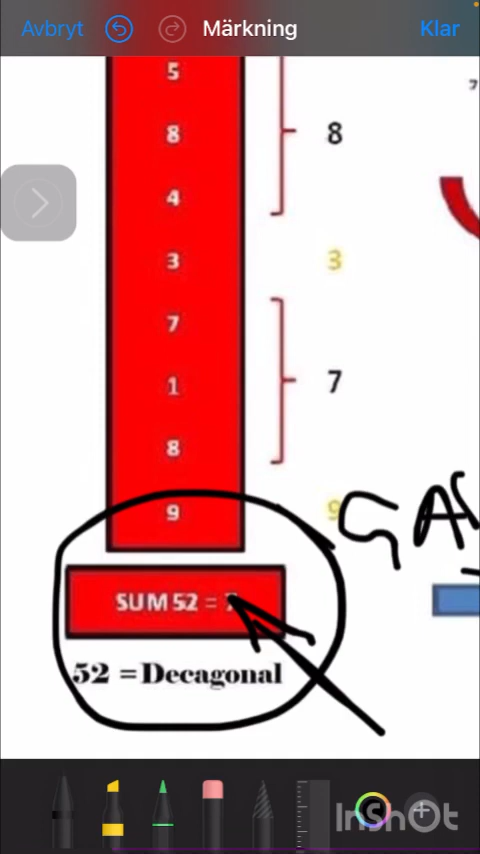 Avbryt Märkning Klar
5
8 8
4
3 3
7
1 7
8
9 9
GA
SUM 52 =
52 =Decagonal
InShOt